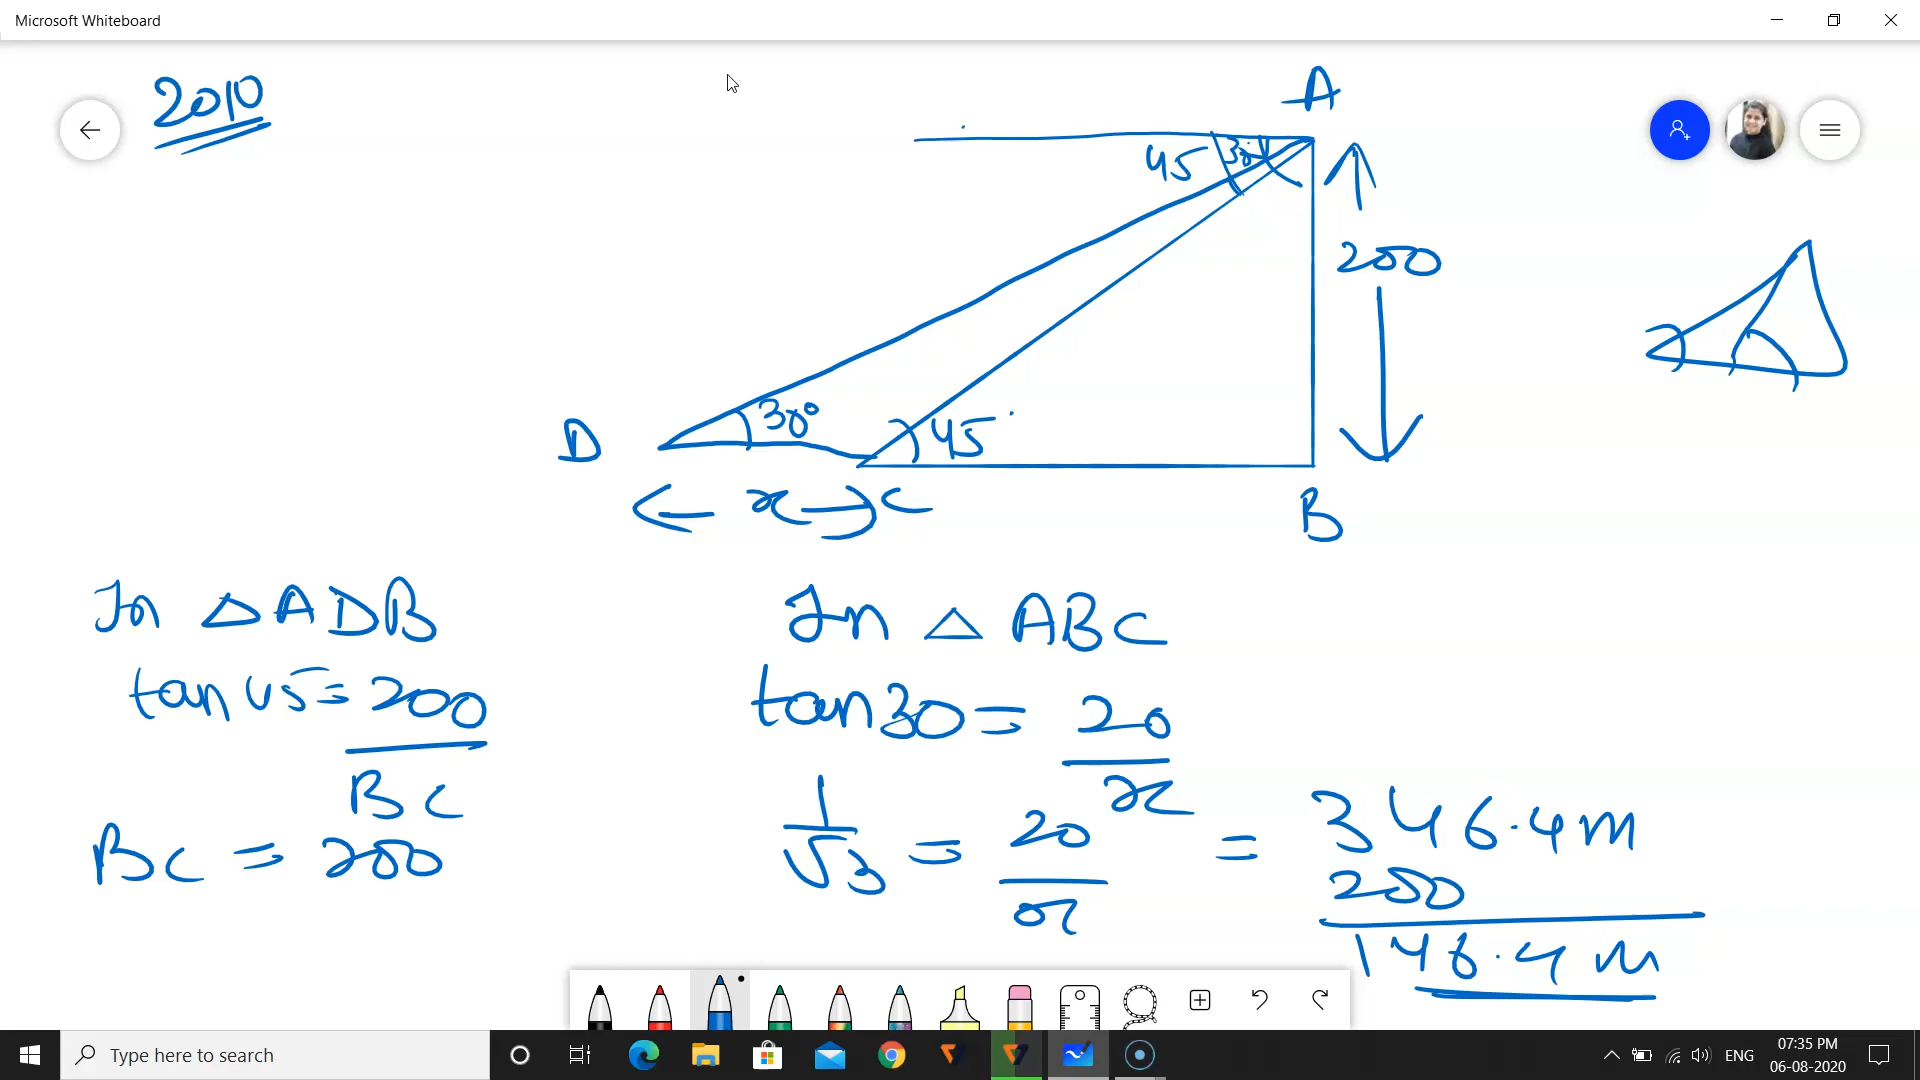 Microsoft Whiteboard
2010
A
45 30
200
D 30° 45
x C
B
In △ ADB
tan 45 = 200
BC
BC = 200
In △ ABC
tan 30 = 20
x
1
√3 = 20
x
= 346.4 m
200
146.4 m
Type here to search
ENG
07:35 PM
06-08-2020